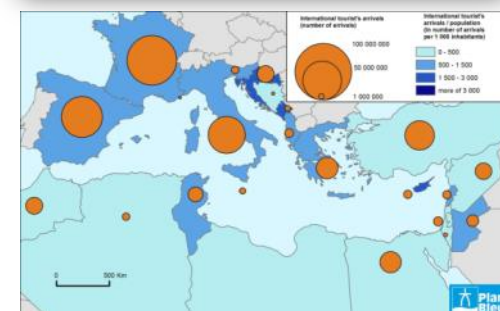 International tourist's arrivals
(number of arrivals)
100 000 000
50 000 000
1 000 000
International tourist's
arrivals / population
(in number of arrivals
per 1 000 inhabitants)
0 - 500
500 - 1 500
1 500 - 3 000
more of 3 000
0 500 Km
Plan
Bleu